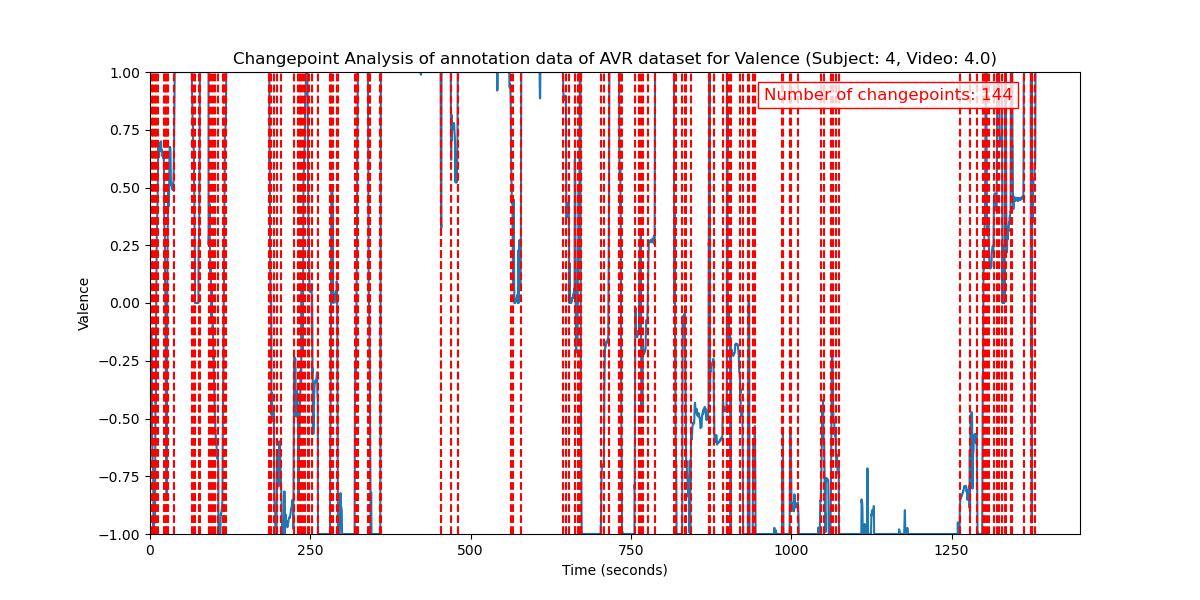 Changepoint Analysis of annotation data of AVR dataset for Valence (Subject: 4, Video: 4.0)
Number of changepoints: 144
1.00
0.75
0.50
0.25
0.00
−0.25
−0.50
−0.75
−1.00
Valence
0 250 500 750 1000 1250
Time (seconds)